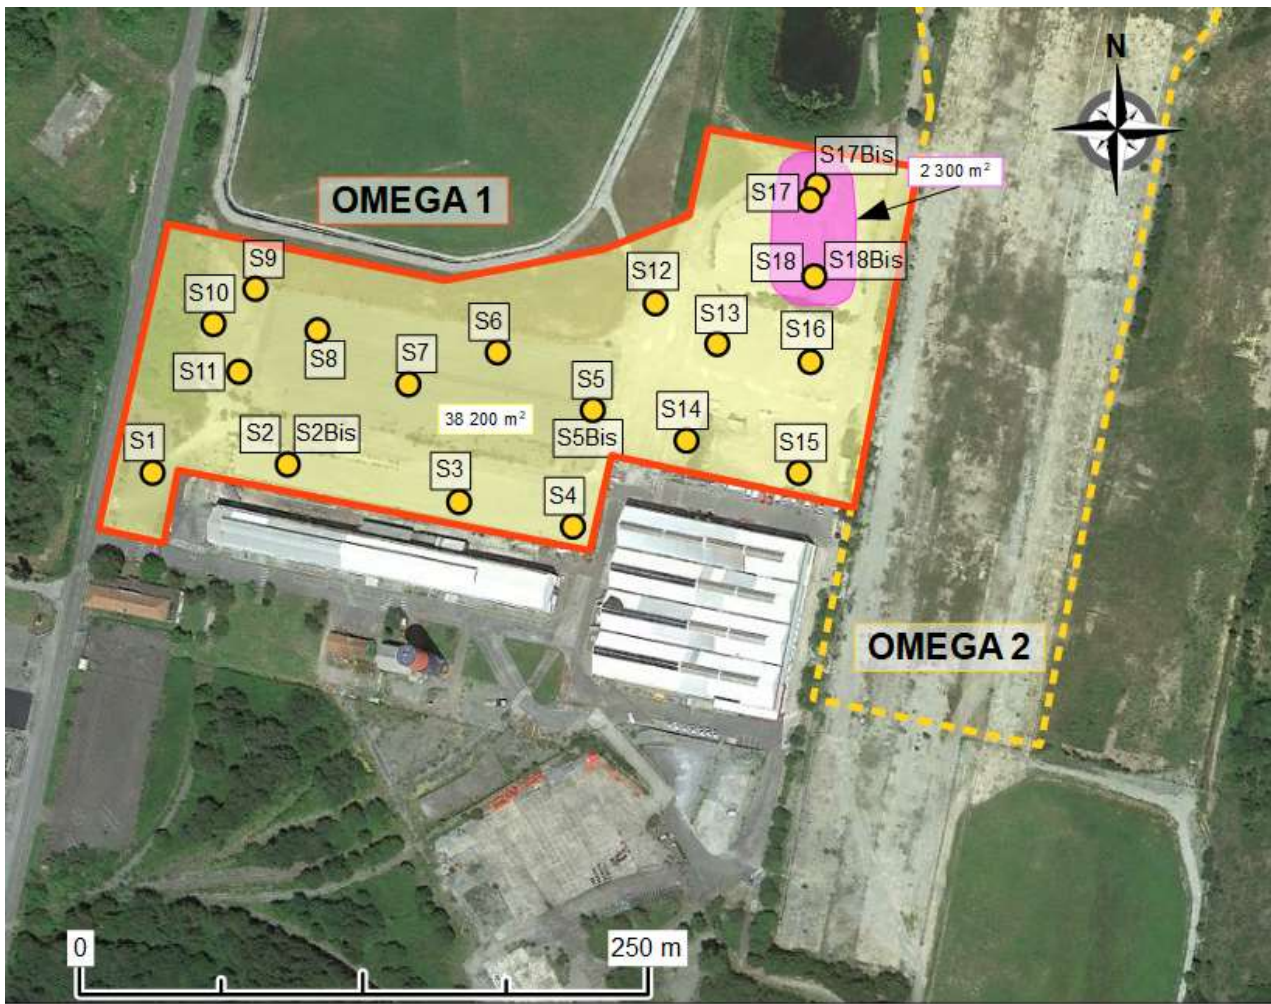 N
S17Bis
2 300 m²
S17
OMEGA 1
S9
S12
S18
S18Bis
S10
S6
S13
S16
S8
S7
S11
S5
38 200 m²
S14
S2
S2Bis
S5Bis
S1
S15
S3
S4
OMEGA 2
0
250 m